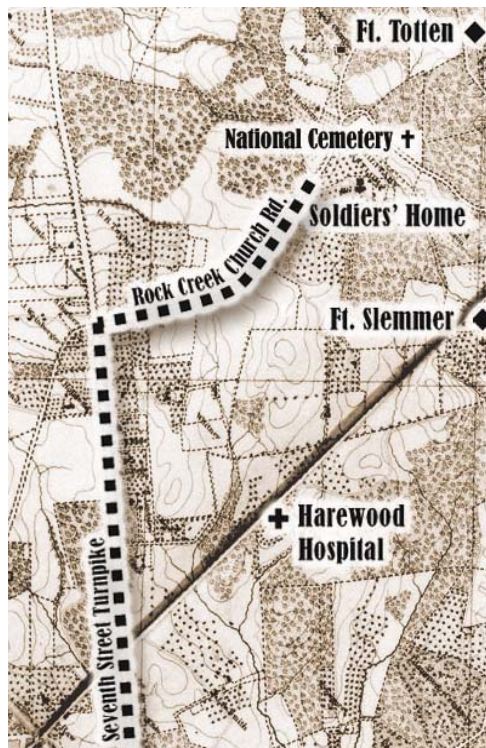 Ft. Totten
National Cemetery
Soldiers' Home
Rock Creek Church Rd.
Ft. Slemmer
Harewood
Hospital
Seventh Street Turnpike